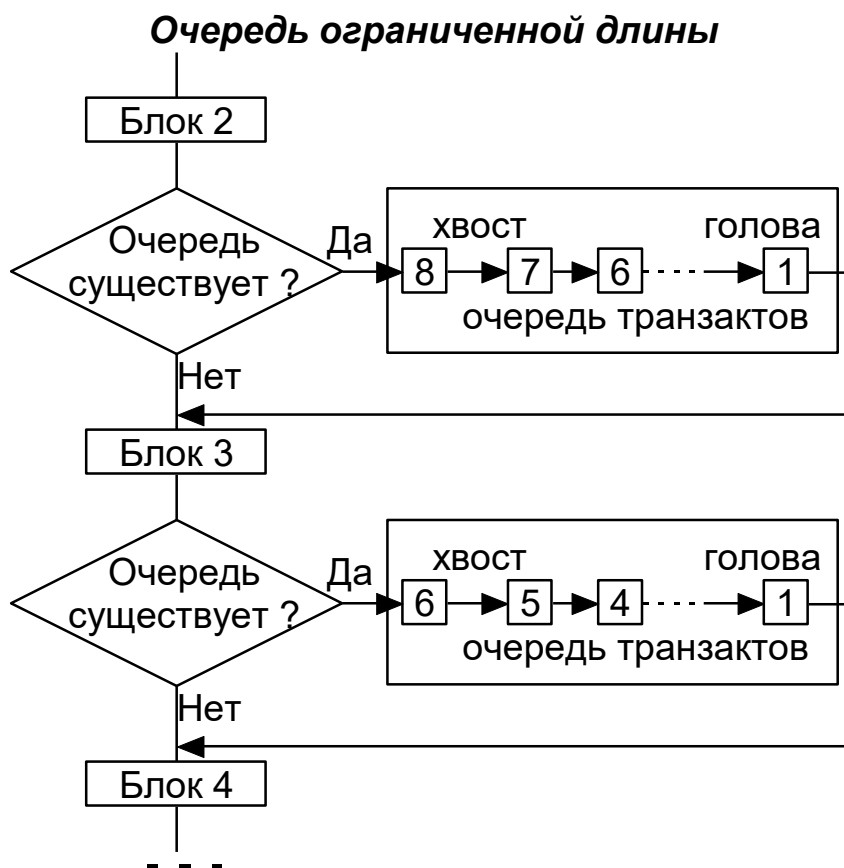 Очередь ограниченной длины
Блок 2
Очередь
существует ?
Да
хвост
голова
8
7
6
1
очередь транзактов
Нет
Блок 3
Очередь
существует ?
Да
хвост
голова
6
5
4
1
очередь транзактов
Нет
Блок 4